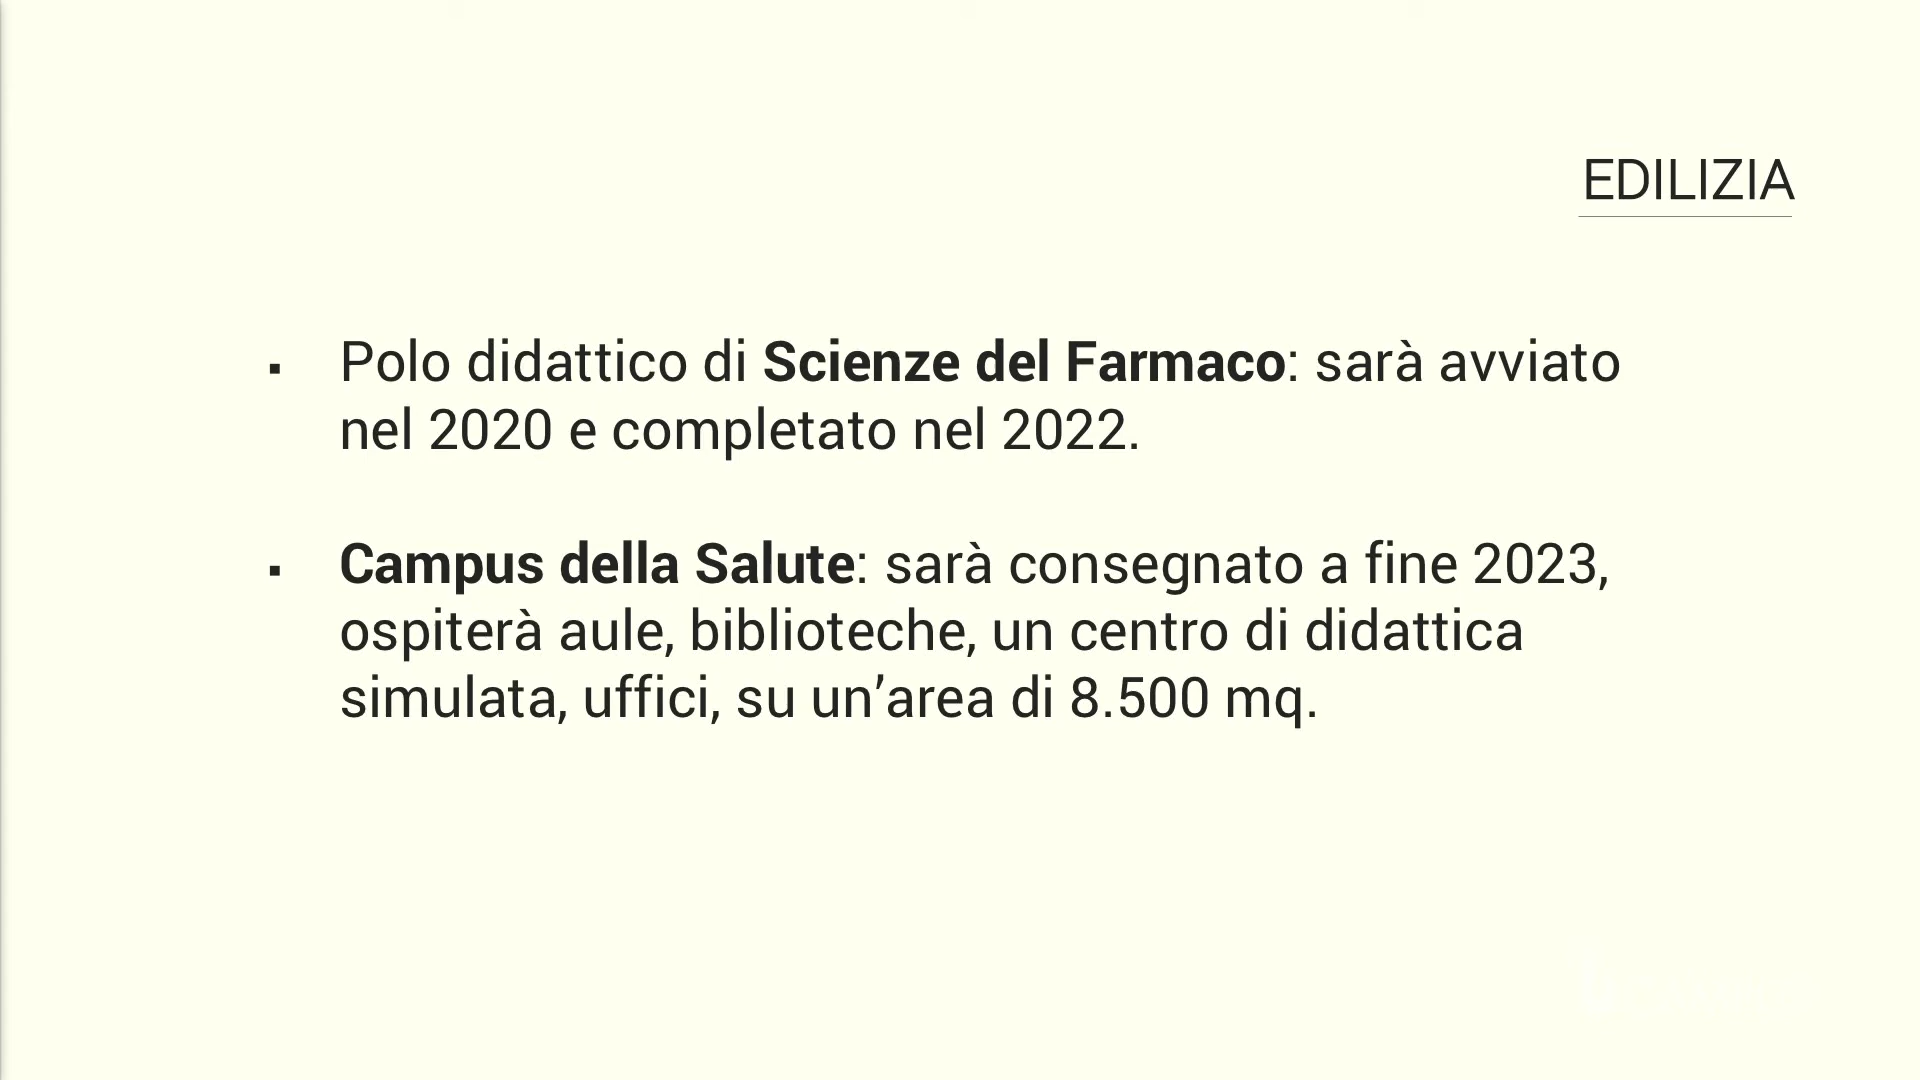 EDILIZIA
▪ Polo didattico di Scienze del Farmaco: sarà avviato
nel 2020 e completato nel 2022.
▪ Campus della Salute: sarà consegnato a fine 2023,
ospiterà aule, biblioteche, un centro di didattica
simulata, uffici, su un’area di 8.500 mq.